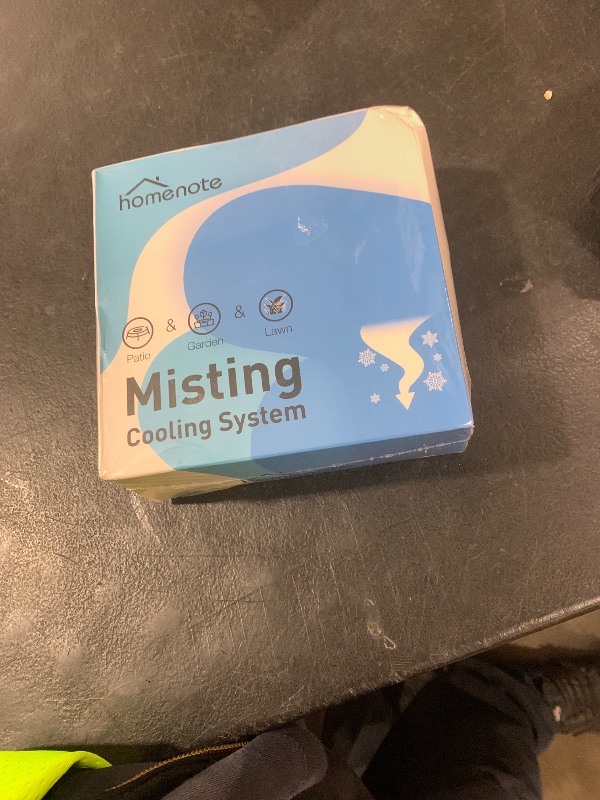 homenote
Patio & Garden & Lawn
Misting
Cooling System